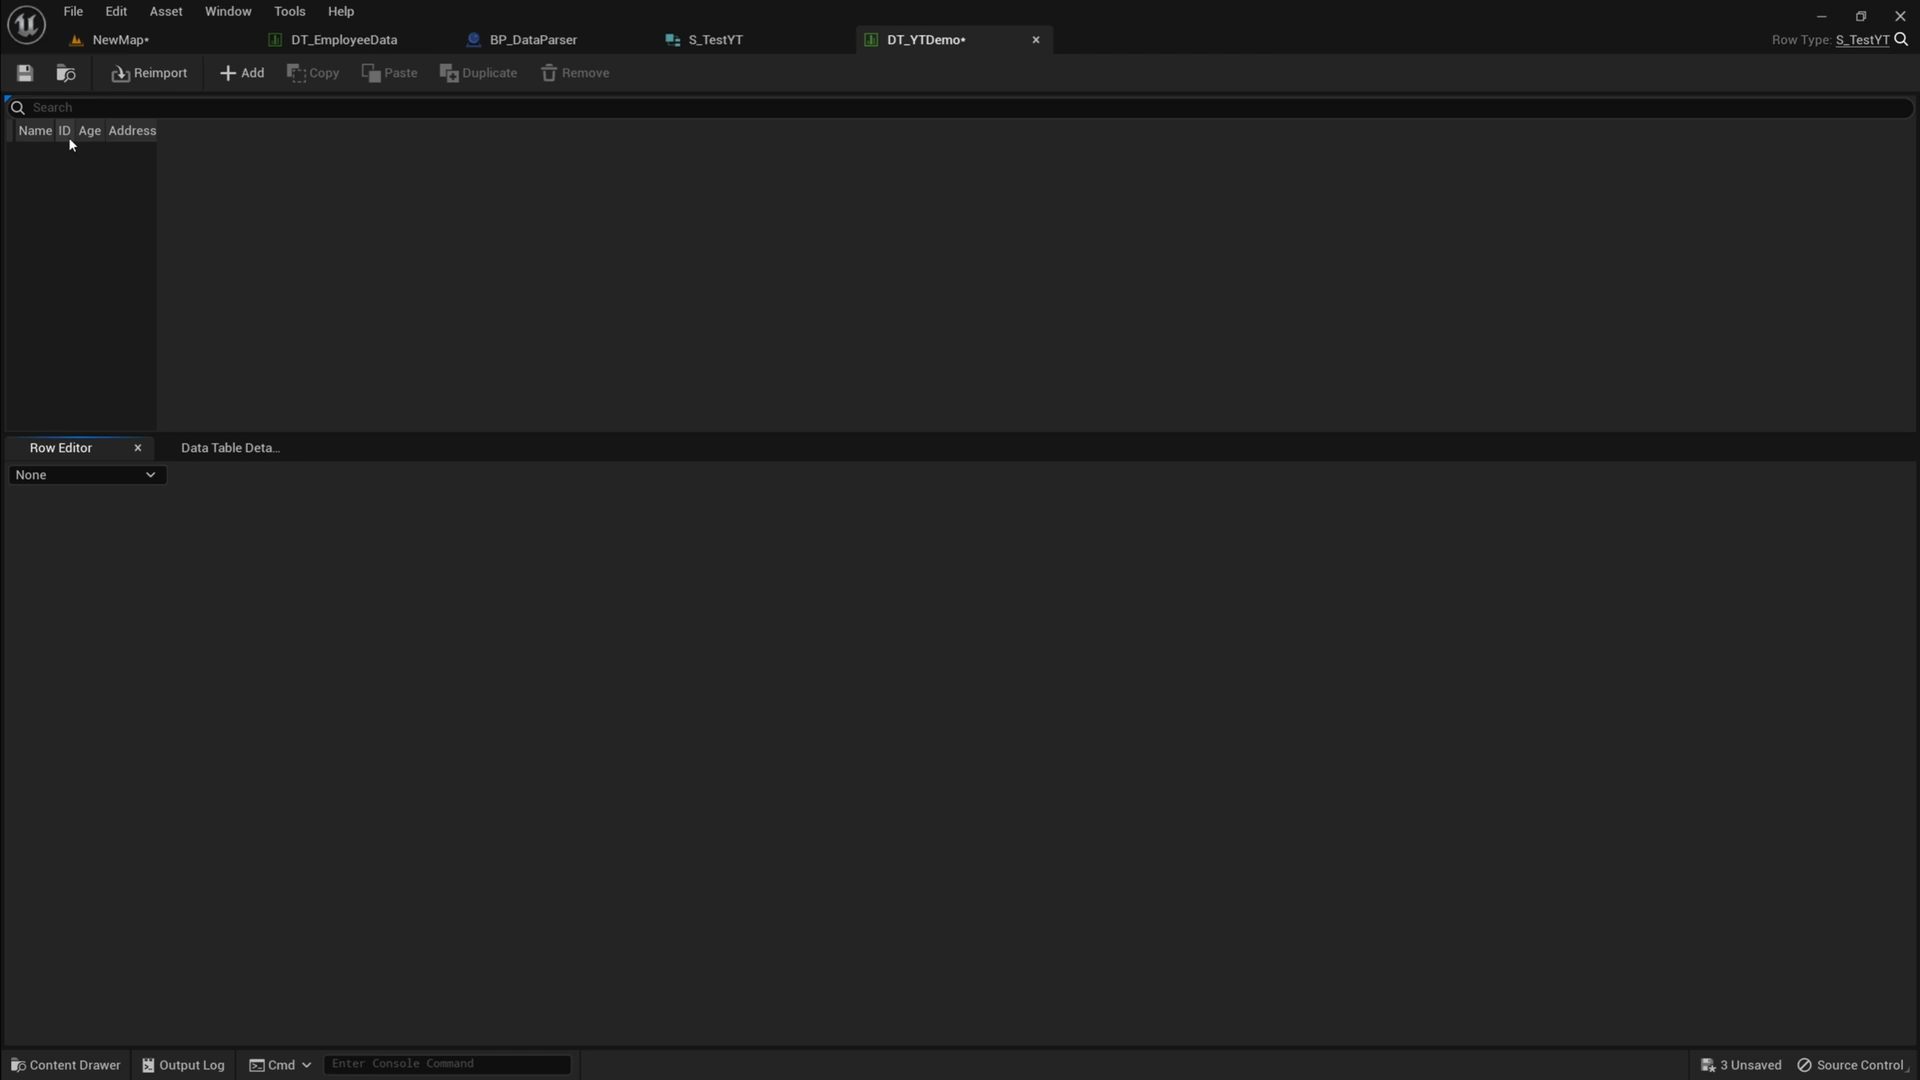 File Edit Asset Window Tools Help
NewMap• DT_EmployeeData BP_DataParser S_TestYT DT_YTDemo• Row Type: S_TestYT
Reimport Add Copy Paste Duplicate Remove
Search
Name ID Age Address
Row Editor Data Table Deta...
None
Content Drawer Output Log Cmd Enter Console Command 3 Unsaved Source Control